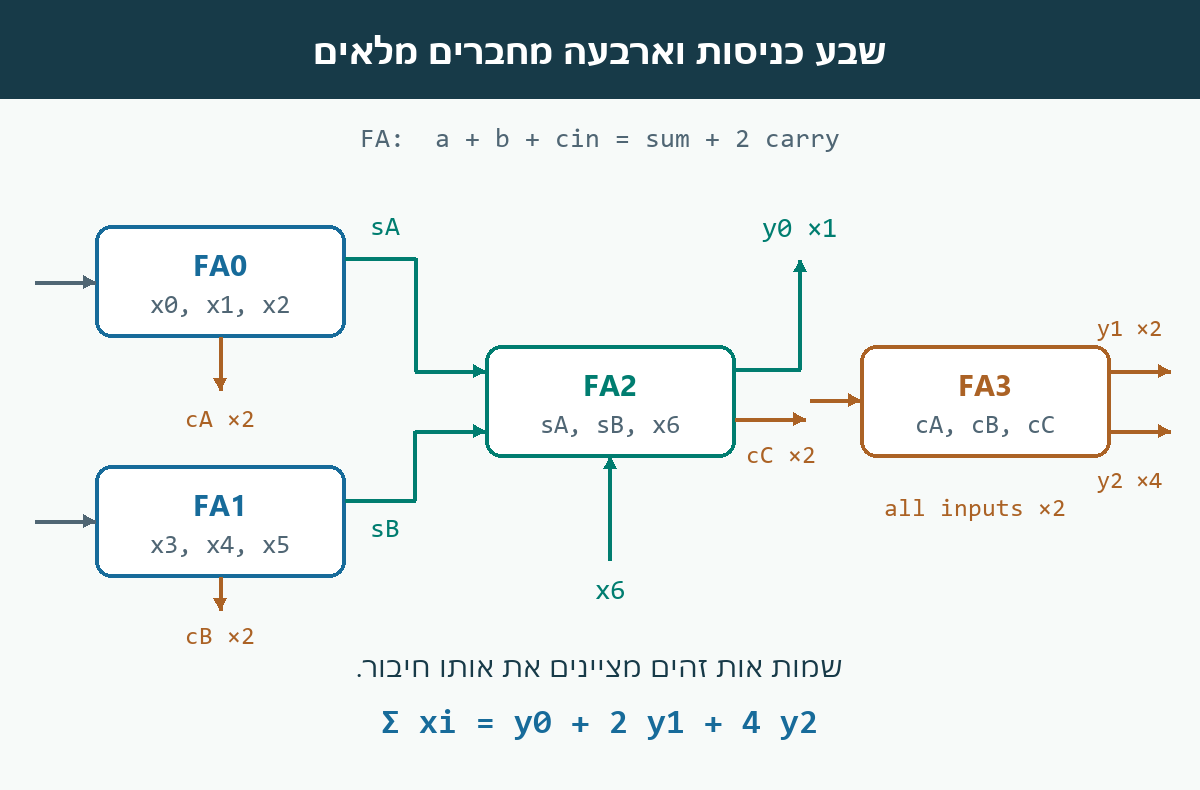 שבע כניסות וארבעה מחברים מלאים
FA: a + b + cin = sum + 2 carry
sA
y0 ×1
FA0
x0, x1, x2
cA ×2
y1 ×2
FA2
sA, sB, x6
FA3
cA, cB, cC
cC ×2
y2 ×4
all inputs ×2
FA1
x3, x4, x5
sB
x6
cB ×2
שמות אות זהים מציינים את אותו חיבור.
Σ xi = y0 + 2 y1 + 4 y2